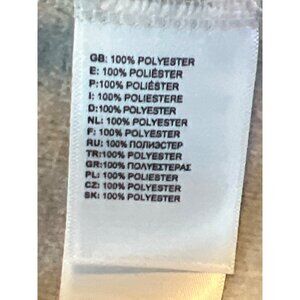 GB: 100% POLYESTER
E: 100% POLIÉSTER
P: 100% POLIÉSTER
I: 100% POLIESTERE
D: 100% POLYESTER
NL: 100% POLYESTER
F: 100% POLYESTER
RU: 100% ПОЛИЭСТЕР
TR: 100% POLYESTER
GR: 100% ΠΟΛΥΕΣΤΕΡΑΣ
PL: 100% POLIESTER
CZ: 100% POLYESTER
SK: 100% POLYESTER